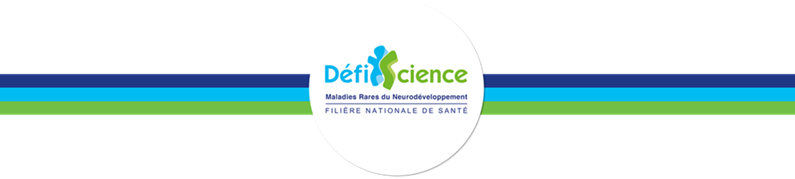 DéfiScience
Maladies Rares du Neurodéveloppement
FILIÈRE NATIONALE DE SANTÉ